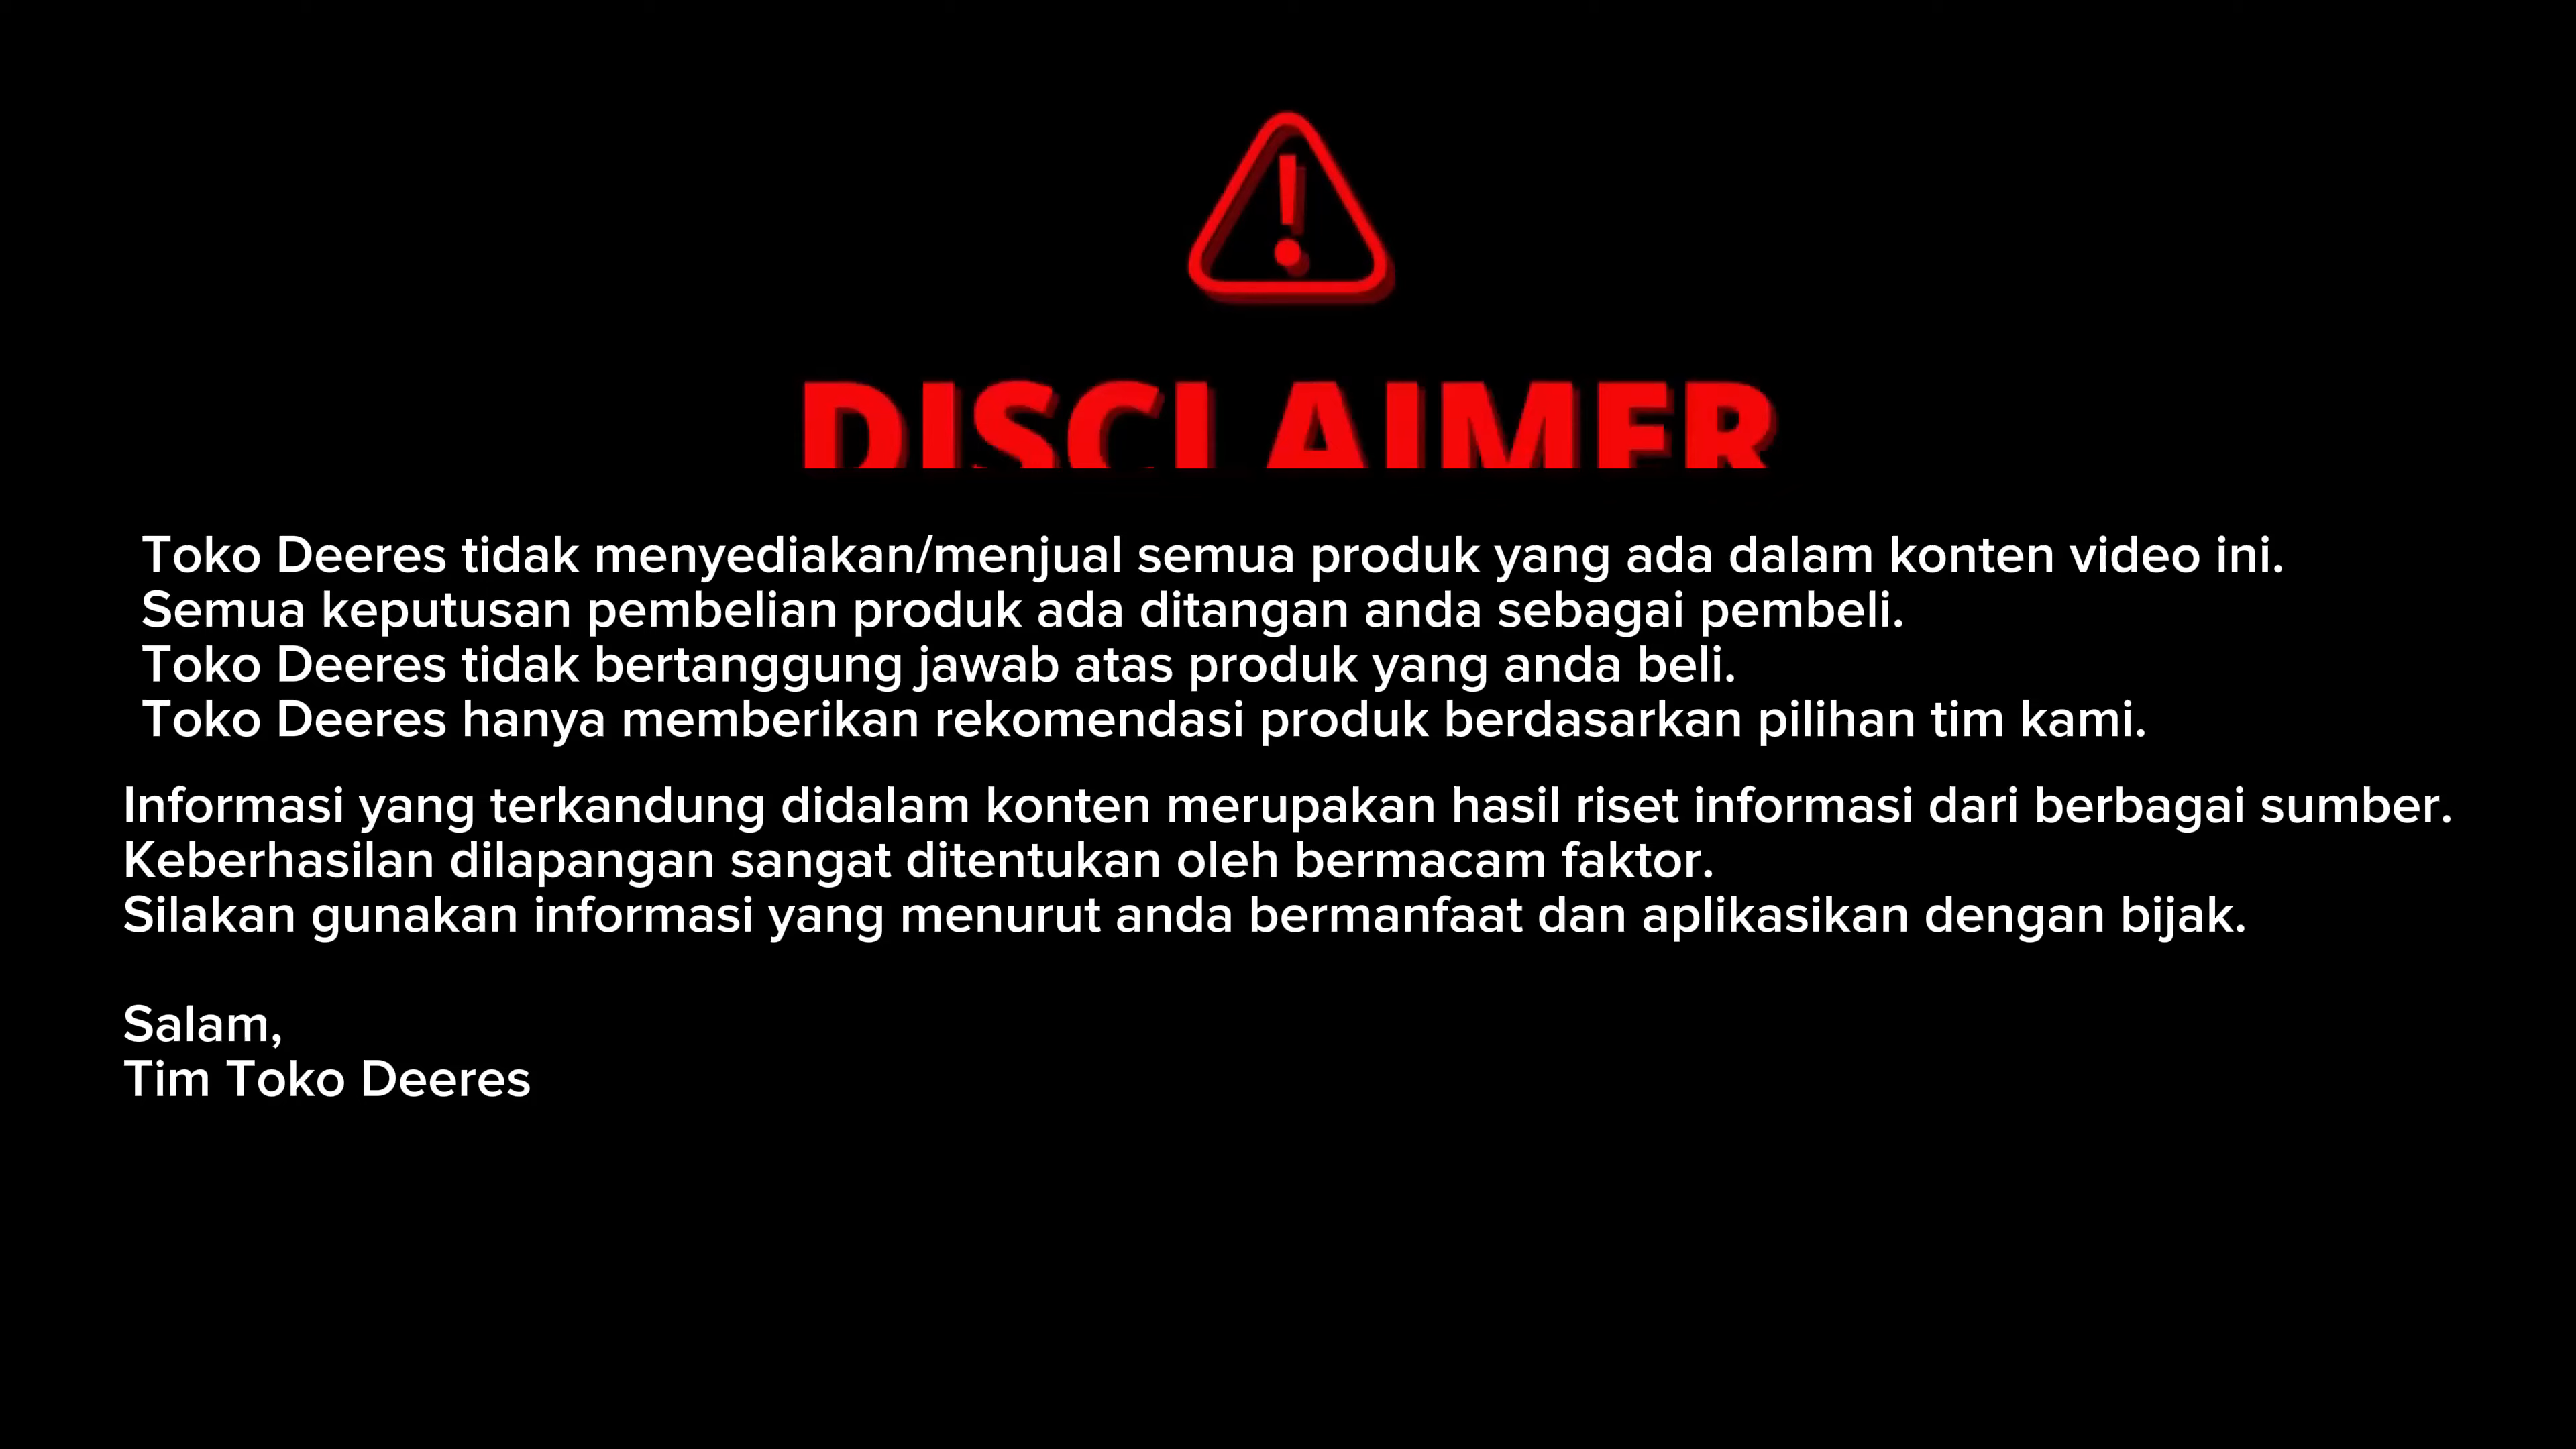 DISCLAIMER
Toko Deeres tidak menyediakan/menjual semua produk yang ada dalam konten video ini.
Semua keputusan pembelian produk ada ditangan anda sebagai pembeli.
Toko Deeres tidak bertanggung jawab atas produk yang anda beli.
Toko Deeres hanya memberikan rekomendasi produk berdasarkan pilihan tim kami.
Informasi yang terkandung didalam konten merupakan hasil riset informasi dari berbagai sumber.
Keberhasilan dilapangan sangat ditentukan oleh bermacam faktor.
Silakan gunakan informasi yang menurut anda bermanfaat dan aplikasikan dengan bijak.
Salam,
Tim Toko Deeres